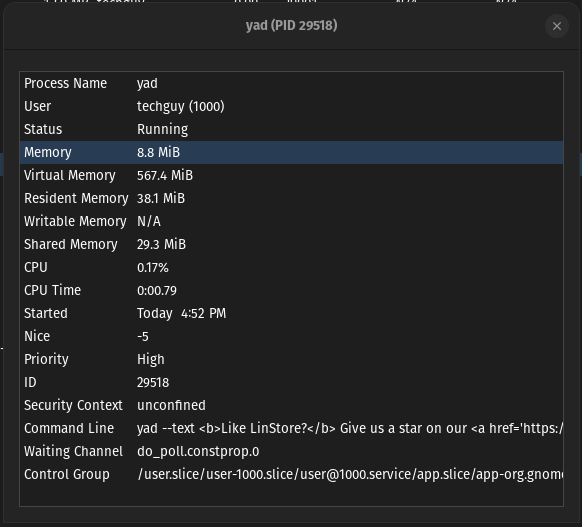 yad (PID 29518)
Process Name yad
User techguy (1000)
Status Running
Memory 8.8 MiB
Virtual Memory 567.4 MiB
Resident Memory 38.1 MiB
Writable Memory N/A
Shared Memory 29.3 MiB
CPU 0.17%
CPU Time 0:00.79
Started Today 4:52 PM
Nice -5
Priority High
ID 29518
Security Context unconfined
Command Line yad --text <b>Like LinStore?</b> Give us a star on our <a href='https:/
Waiting Channel do_poll.constprop.0
Control Group /user.slice/user-1000.slice/user@1000.service/app.slice/app-org.gnome